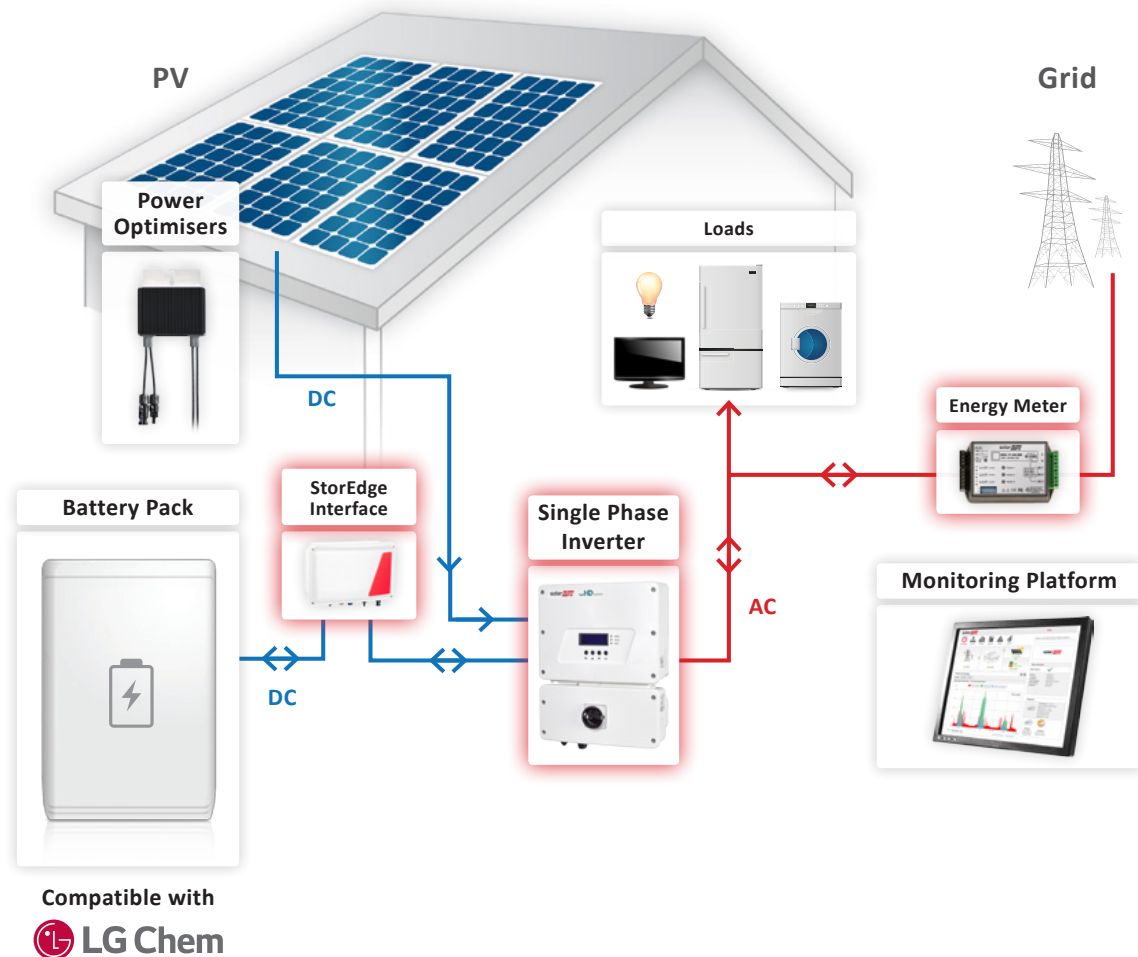 PV
Grid
Power
Optimisers
Loads
DC
Energy Meter
StorEdge
Interface
Battery Pack
Single Phase
Inverter
Monitoring Platform
AC
DC
Compatible with
LG Chem